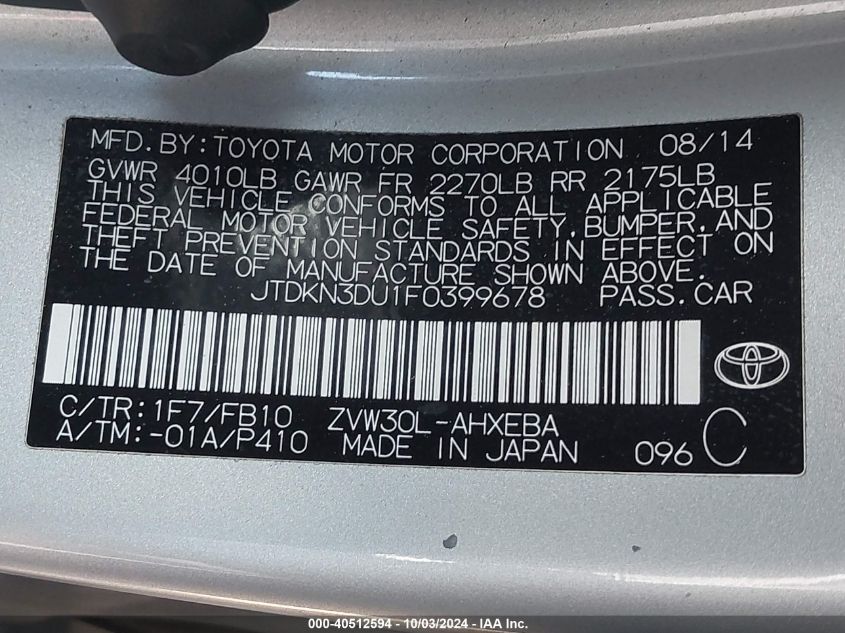 MFD. BY: TOYOTA MOTOR CORPORATION 08/14
GVWR 4010LB GAWR FR 2270LB RR 2175LB
THIS VEHICLE CONFORMS TO ALL APPLICABLE
FEDERAL MOTOR VEHICLE SAFETY, BUMPER, AND
THEFT PREVENTION STANDARDS IN EFFECT ON
THE DATE OF MANUFACTURE SHOWN ABOVE.
JTDKN3DU1F0399678 PASS. CAR
C/TR: 1F7/FB10 ZVW30L-AHXEBA
A/TM: -01A/P410 MADE IN JAPAN 096 C
000-40512594 - 10/03/2024 - IAA Inc.